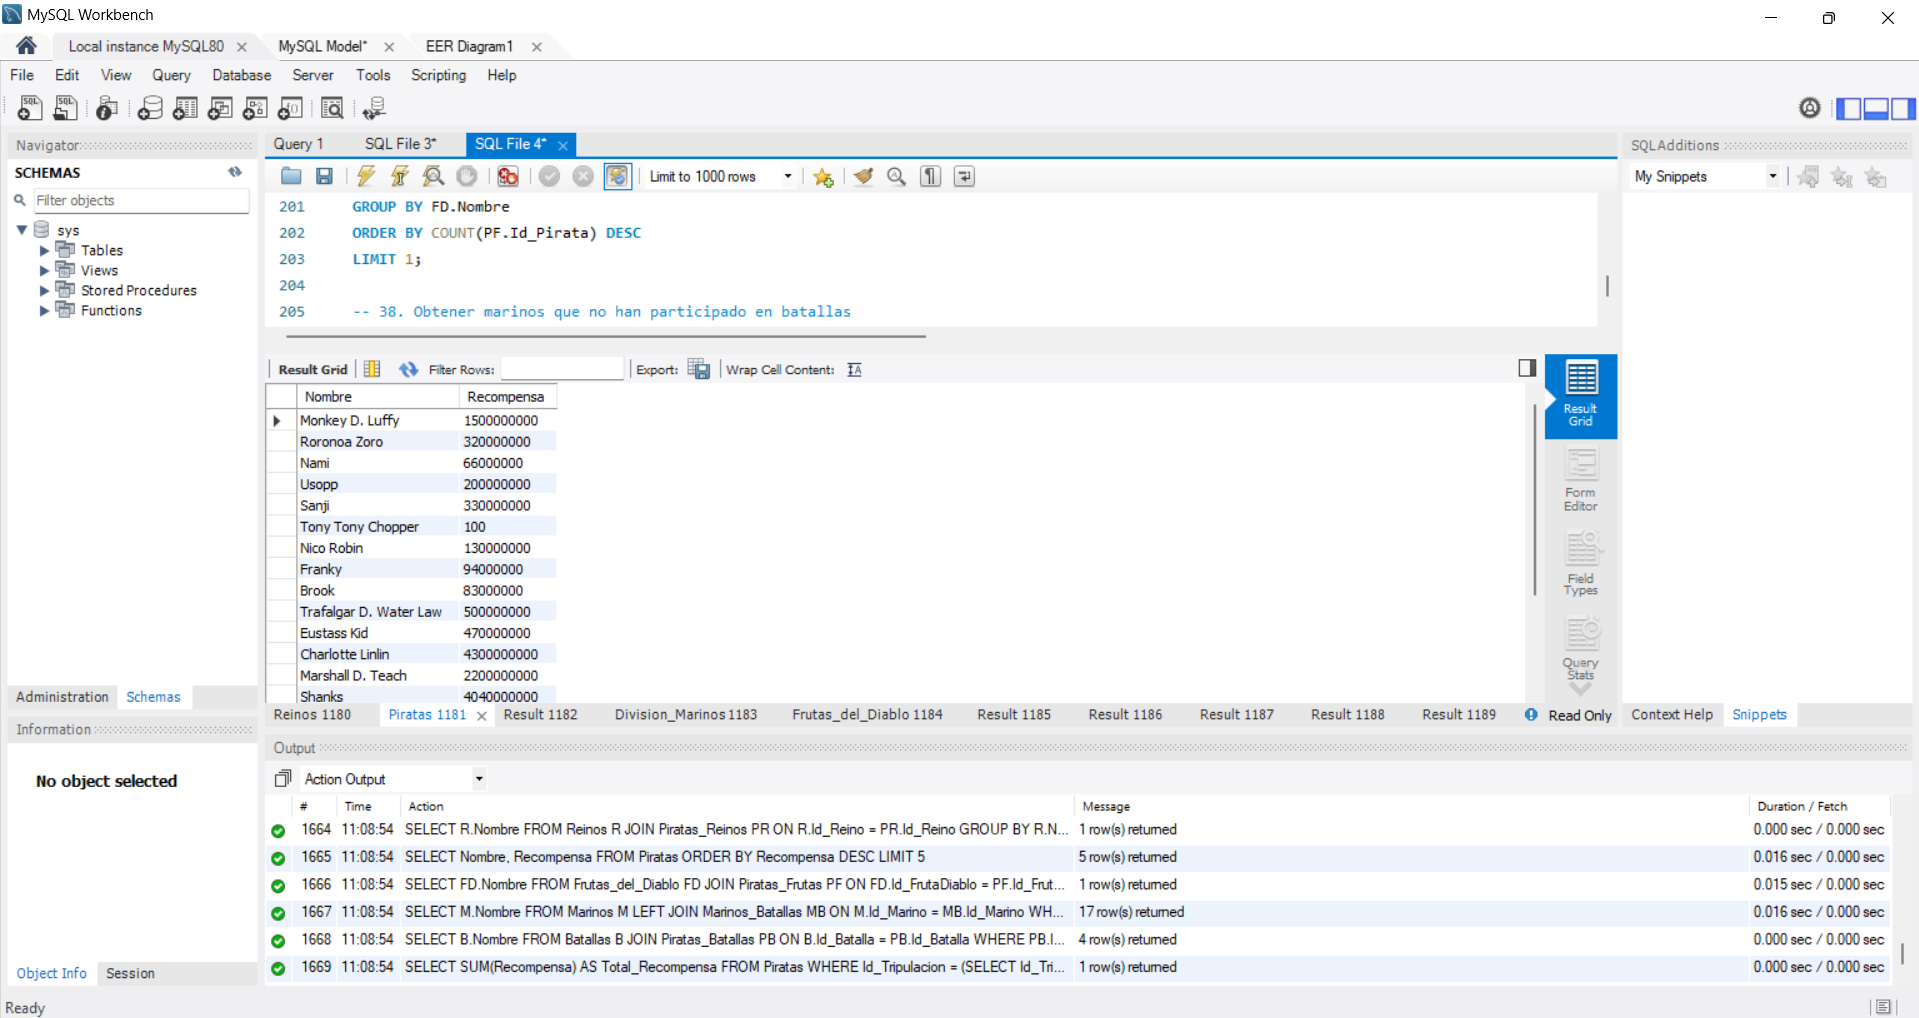 MySQL Workbench
Local instance MySQL80
MySQL Model*
EER Diagram1
File Edit View Query Database Server Tools Scripting Help
Navigator
SCHEMAS
Filter objects
sys
Tables
Views
Stored Procedures
Functions
Administration Schemas
Information
No object selected
Object Info Session
Ready
Query 1 SQL File 3* SQL File 4*
Limit to 1000 rows
201 GROUP BY FD.Nombre
202 ORDER BY COUNT(PF.Id_Pirata) DESC
203 LIMIT 1;
204
205 -- 38. Obtener marinos que no han participado en batallas
Result Grid Filter Rows: Export: Wrap Cell Content:
Nombre Recompensa
Monkey D. Luffy 1500000000
Roronoa Zoro 320000000
Nami 66000000
Usopp 200000000
Sanji 330000000
Tony Tony Chopper 100
Nico Robin 130000000
Franky 94000000
Brook 83000000
Trafalgar D. Water Law 500000000
Eustass Kid 470000000
Charlotte Linlin 4300000000
Marshall D. Teach 2200000000
Shanks 4040000000
Result Grid
Form Editor
Field Types
Query Stats
Reinos 1180 Piratas 1181 Result 1182 Division_Marinos1183 Frutas_del_Diablo 1184 Result 1185 Result 1186 Result 1187 Result 1188 Result 1189 Read Only
SQLAdditions
My Snippets
Context Help Snippets
Output
Action Output
# Time Action Message Duration / Fetch
1664 11:08:54 SELECT R.Nombre FROM Reinos R JOIN Piratas_Reinos PR ON R.Id_Reino = PR.Id_Reino GROUP BY R.N... 1 row(s) returned 0.000 sec / 0.000 sec
1665 11:08:54 SELECT Nombre, Recompensa FROM Piratas ORDER BY Recompensa DESC LIMIT 5 5 row(s) returned 0.016 sec / 0.000 sec
1666 11:08:54 SELECT FD.Nombre FROM Frutas_del_Diablo FD JOIN Piratas_Frutas PF ON FD.Id_FrutaDiablo = PF.Id_Frut... 1 row(s) returned 0.015 sec / 0.000 sec
1667 11:08:54 SELECT M.Nombre FROM Marinos M LEFT JOIN Marinos_Batallas MB ON M.Id_Marino = MB.Id_Marino WH... 17 row(s) returned 0.016 sec / 0.000 sec
1668 11:08:54 SELECT B.Nombre FROM Batallas B JOIN Piratas_Batallas PB ON B.Id_Batalla = PB.Id_Batalla WHERE PB.I... 4 row(s) returned 0.000 sec / 0.000 sec
1669 11:08:54 SELECT SUM(Recompensa) AS Total_Recompensa FROM Piratas WHERE Id_Tripulacion = (SELECT Id_Tri... 1 row(s) returned 0.000 sec / 0.000 sec